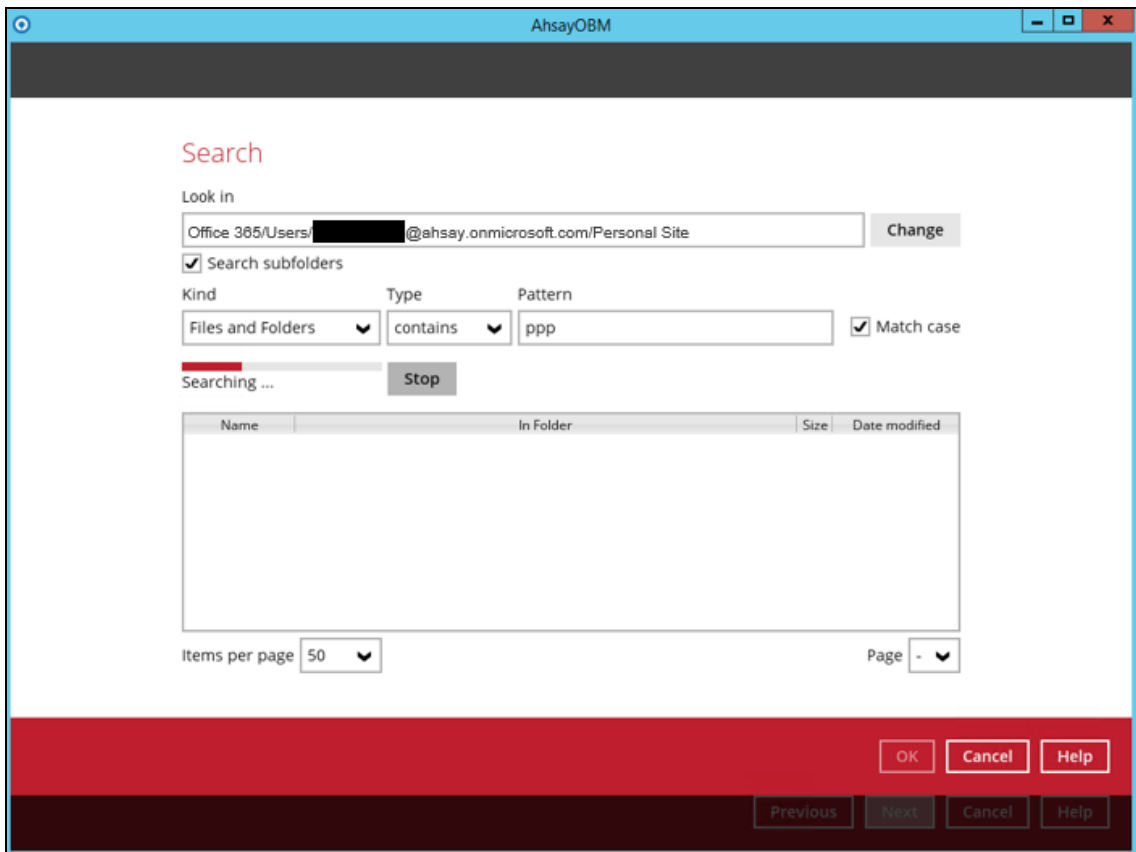 AhsayOBM
Search
Look in
Office 365/Users/ @ahsay.onmicrosoft.com/Personal Site
Change
Search subfolders
Kind Type Pattern
Files and Folders contains ppp Match case
Searching ... Stop
Name In Folder Size Date modified
Items per page 50 Page -
OK Cancel Help
Previous Next Cancel Help